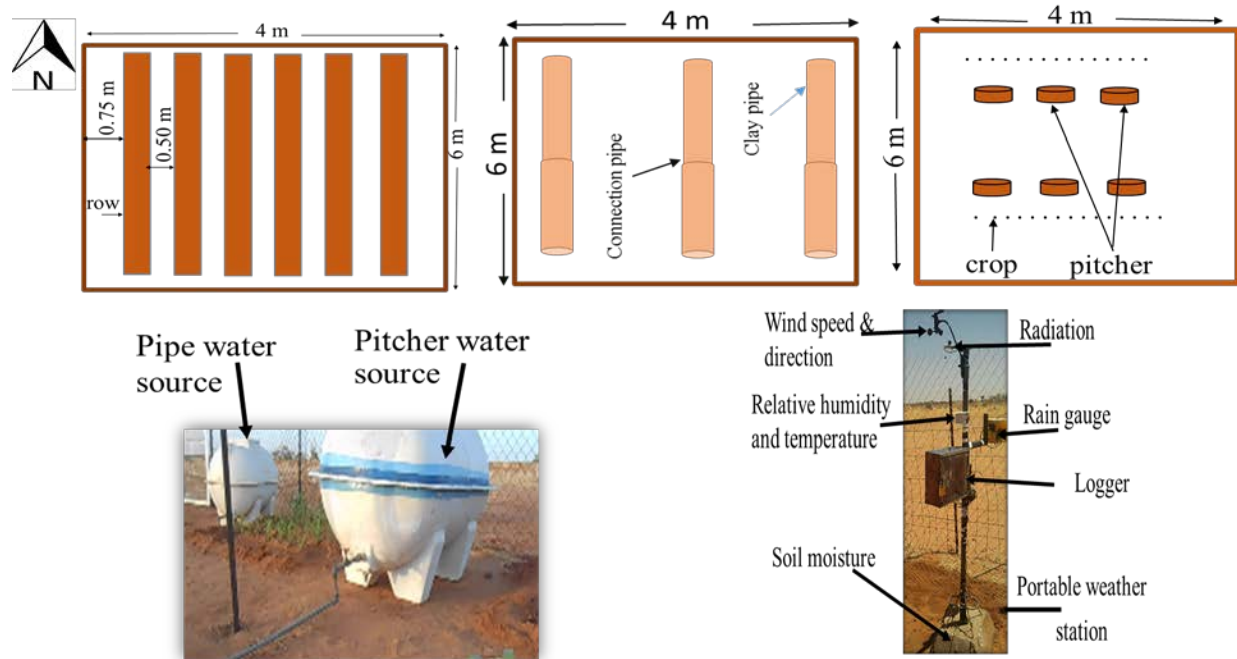 N
4 m
0.75 m
0.50 m
row
6 m
4 m
6 m
Connection pipe
Clay pipe
4 m
6 m
crop
pitcher
Pipe water
source
Pitcher water
source
Wind speed &
direction
Radiation
Relative humidity
and temperature
Rain gauge
Logger
Soil moisture
Portable weather
station